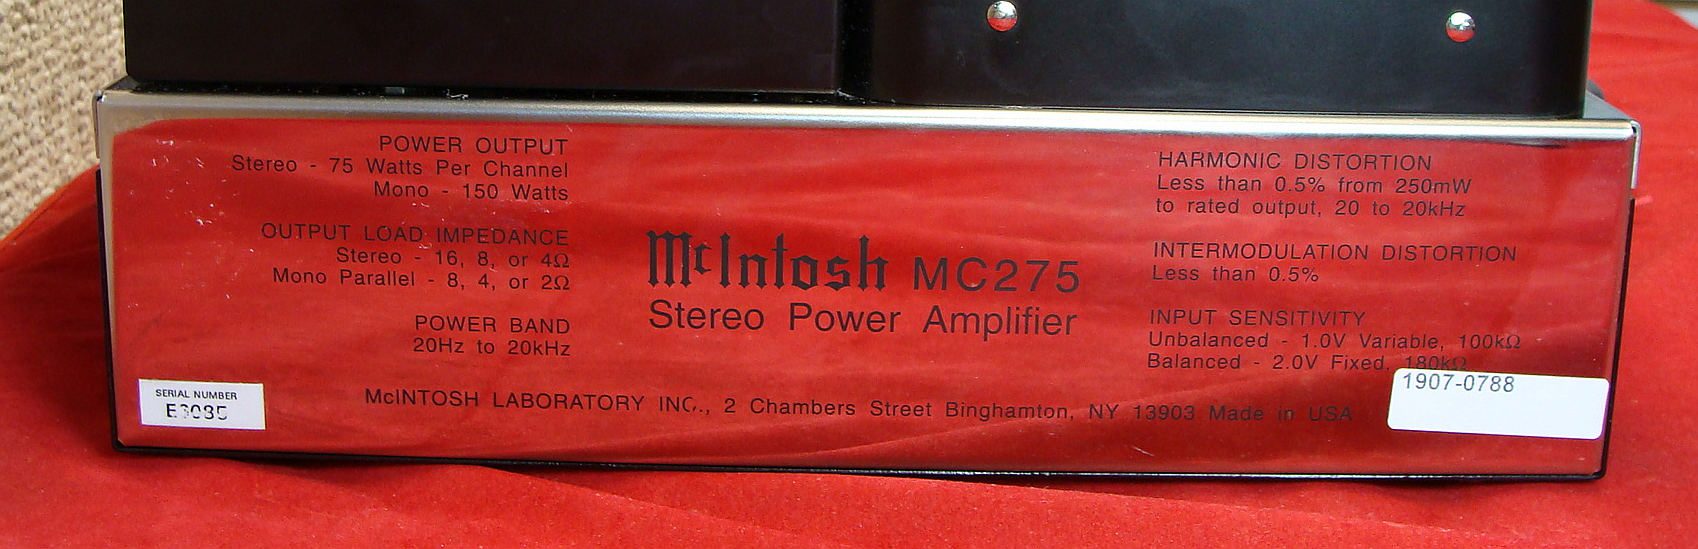 POWER OUTPUT
Stereo - 75 Watts Per Channel
Mono - 150 Watts
OUTPUT LOAD IMPEDANCE
Stereo - 16, 8, or 4Ω
Mono Parallel - 8, 4, or 2Ω
POWER BAND
20Hz to 20kHz
McIntosh MC275
Stereo Power Amplifier
HARMONIC DISTORTION
Less than 0.5% from 250mW
to rated output, 20 to 20kHz
INTERMODULATION DISTORTION
Less than 0.5%
INPUT SENSITIVITY
Unbalanced - 1.0V Variable, 100kΩ
Balanced - 2.0V Fixed, 180kΩ
1907-0788
SERIAL NUMBER
McINTOSH LABORATORY INC., 2 Chambers Street Binghamton, NY 13903 Made in USA